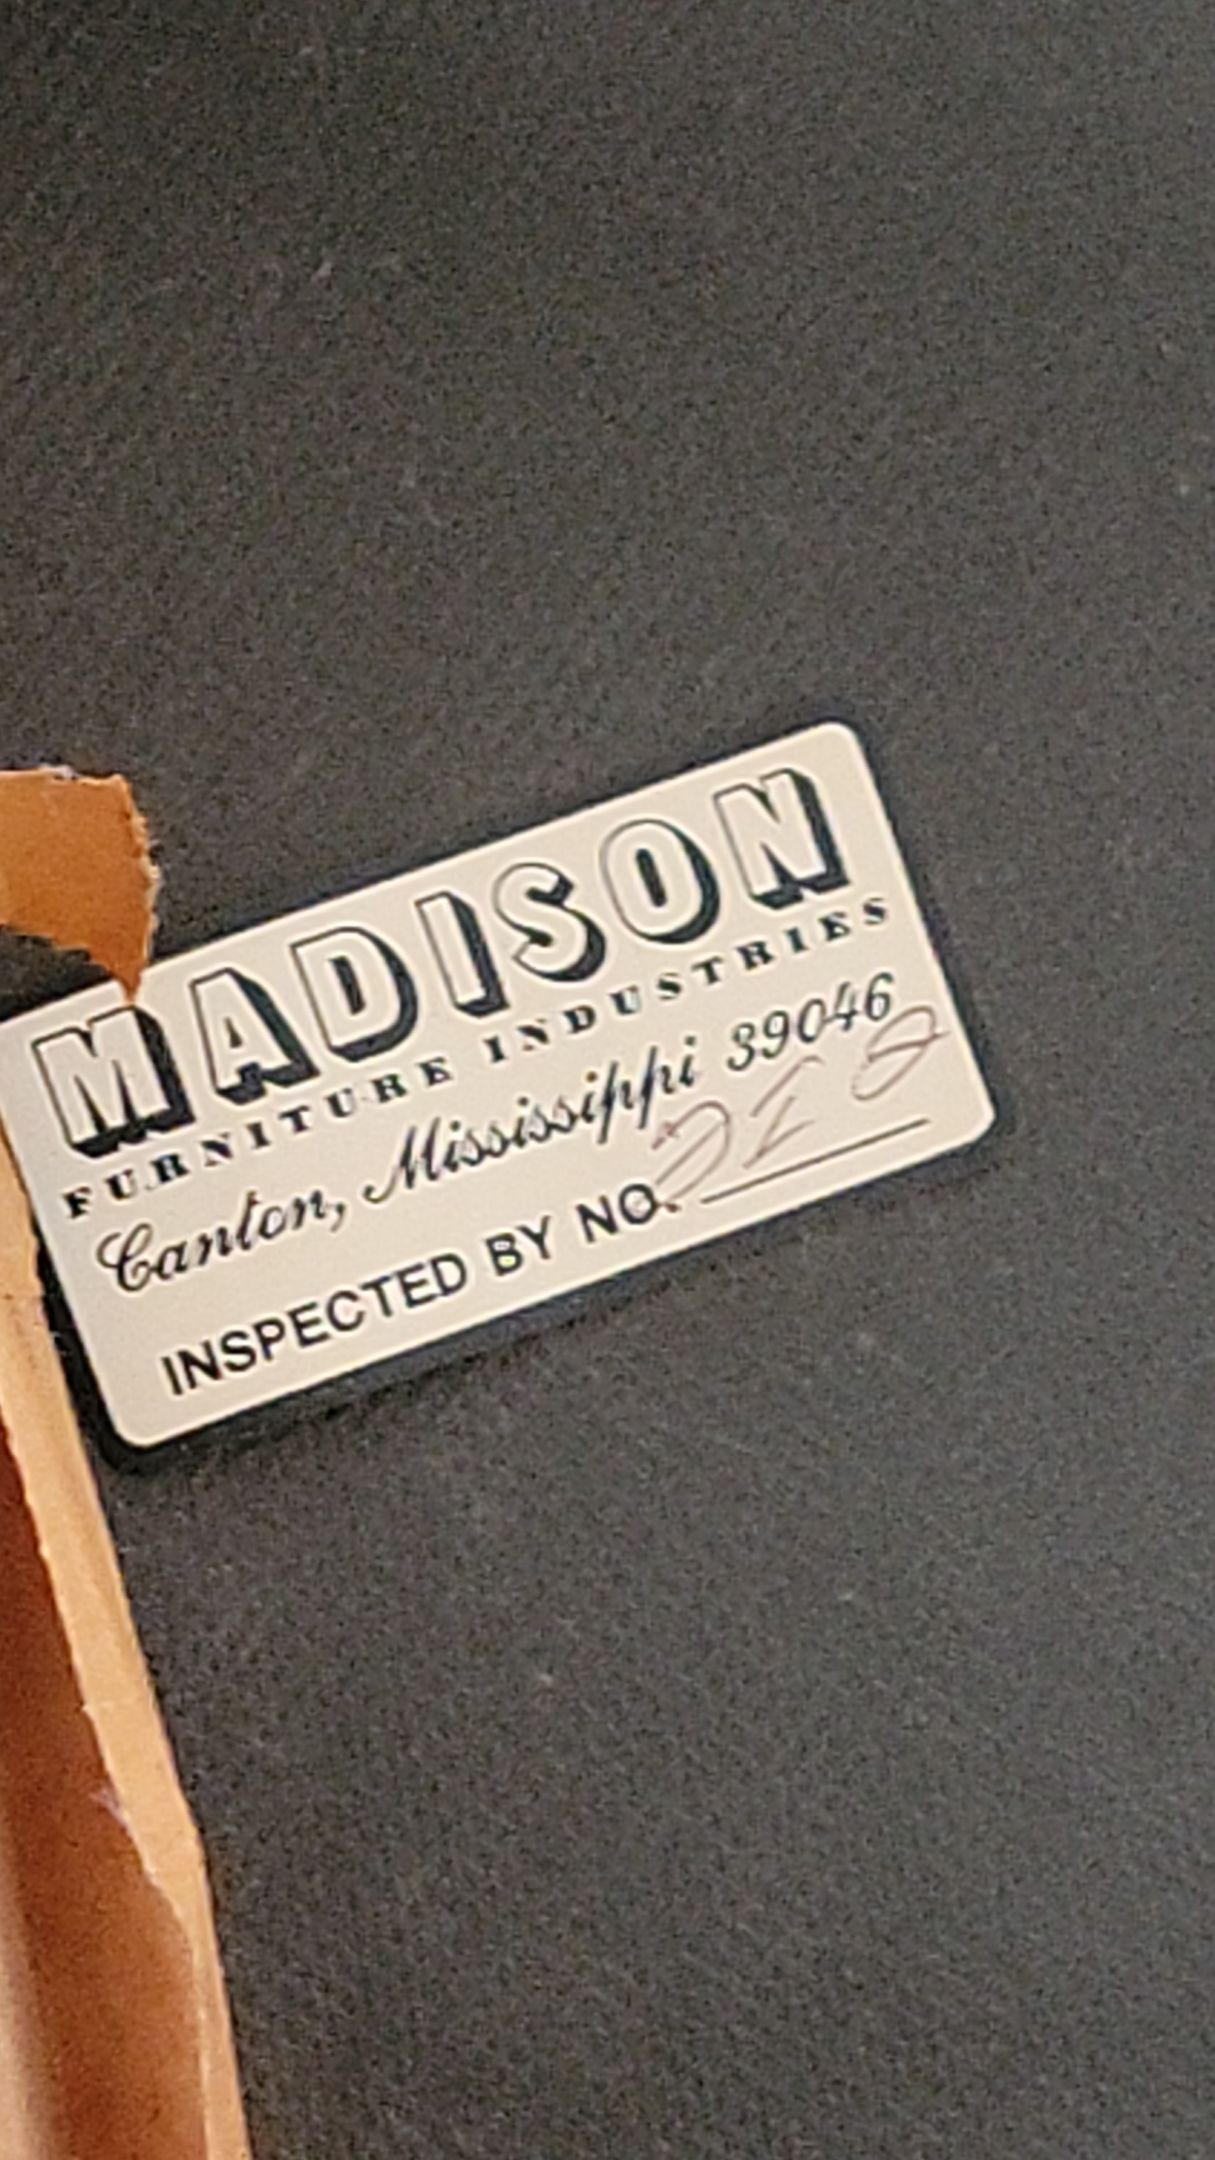 MADISON
FURNITURE INDUSTRIES
Canton, Mississippi 39046
INSPECTED BY NO.